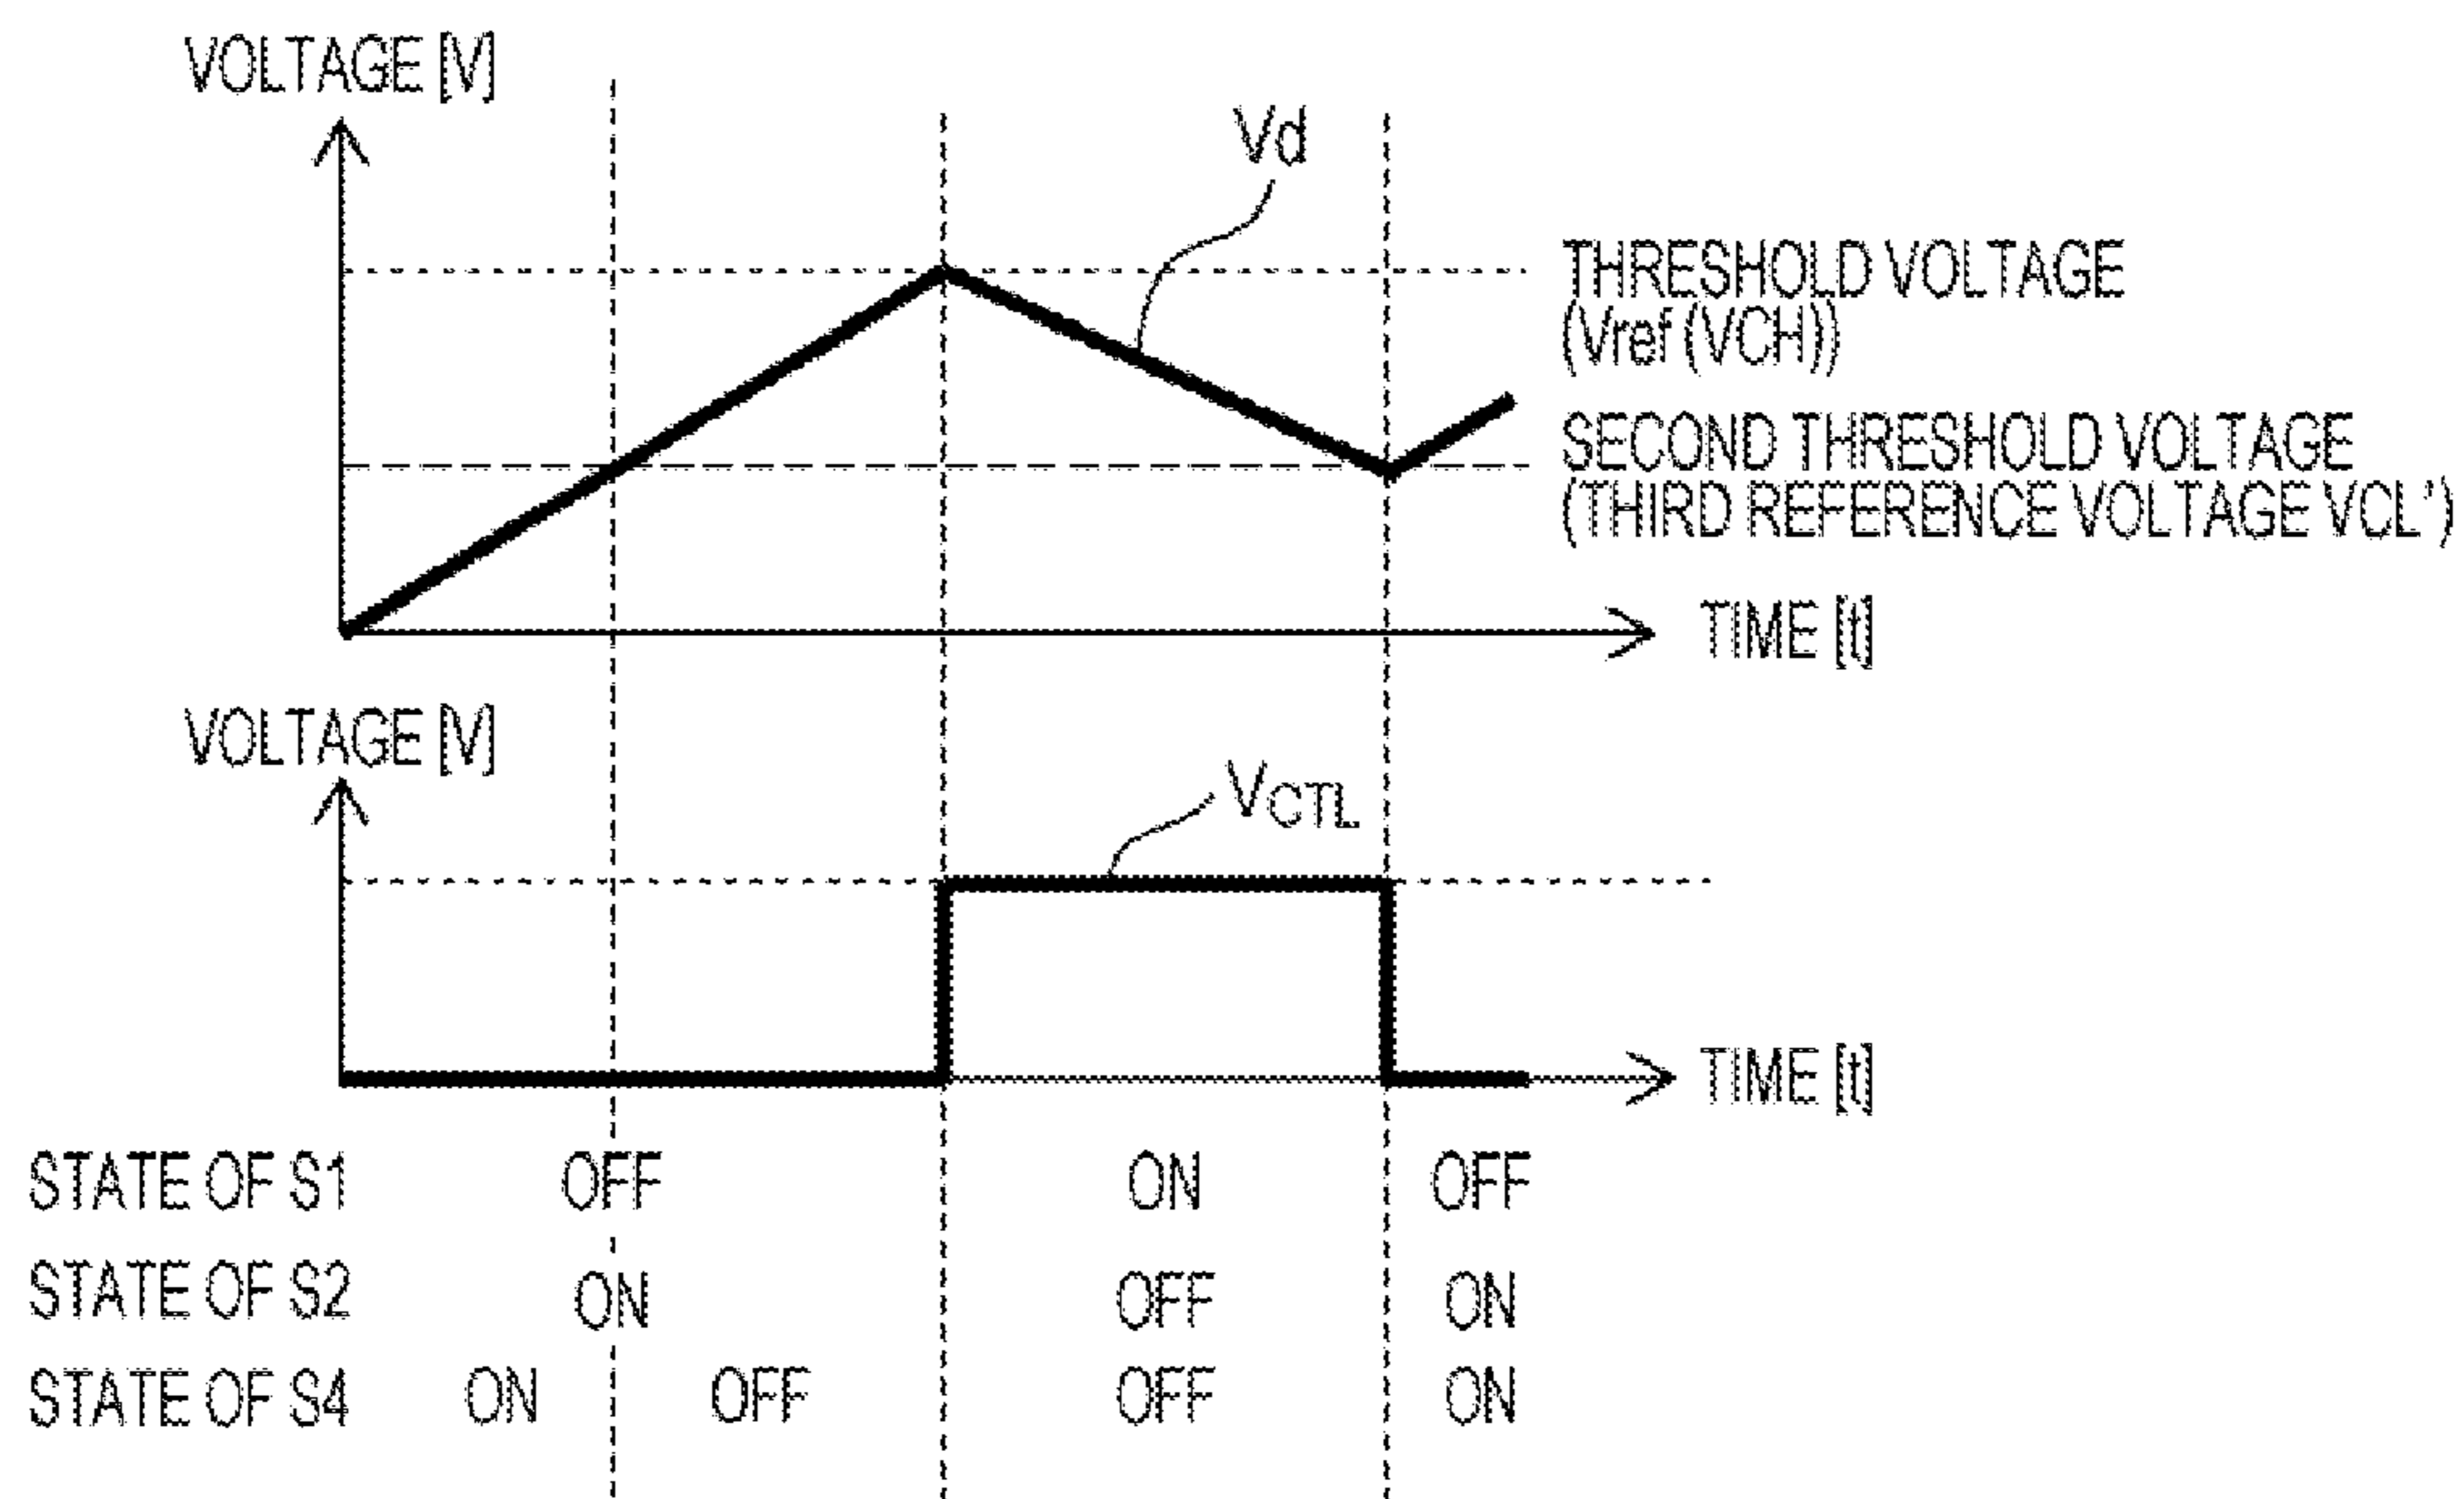 VOLTAGE [V]
Vd
THRESHOLD VOLTAGE
(Vref (VCH))
SECOND THRESHOLD VOLTAGE
(THIRD REFERENCE VOLTAGE VCL')
TIME [t]
VOLTAGE [V]
VCTL
TIME [t]
STATE OF S1 OFF ON OFF
STATE OF S2 ON OFF ON
STATE OF S4 ON OFF OFF ON